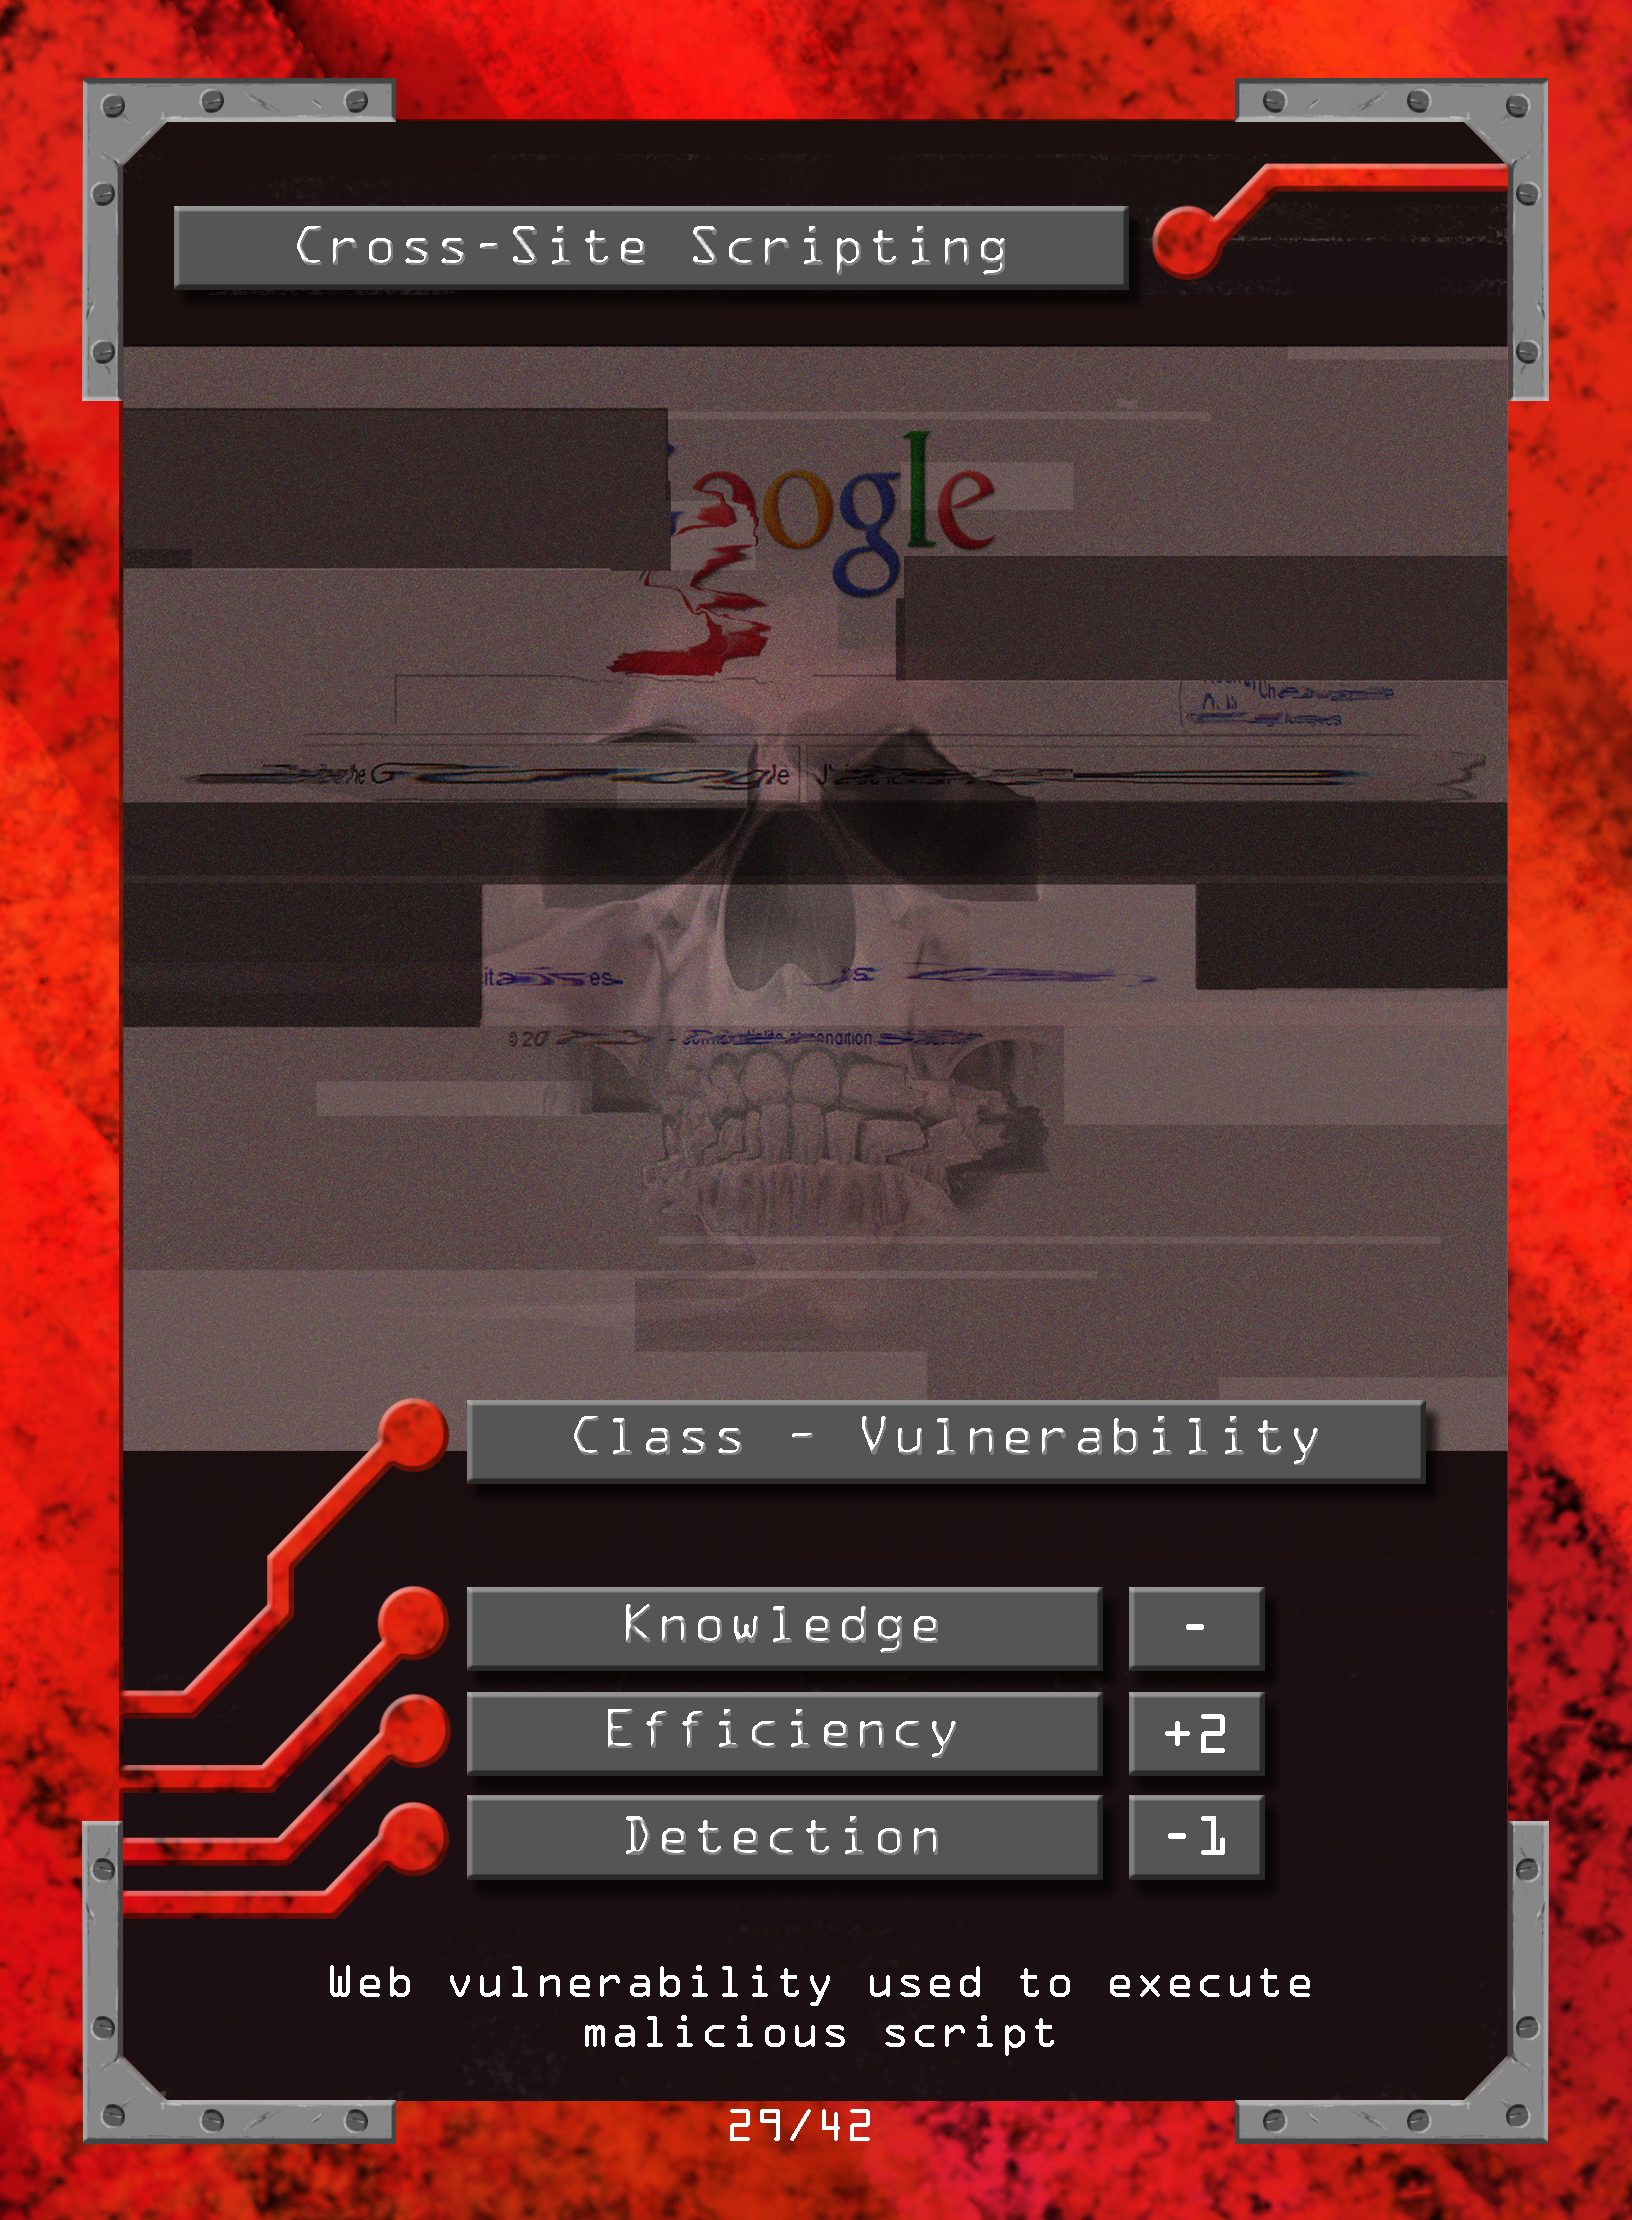 Cross-Site Scripting
Google
Class - Vulnerability
Knowledge -
Efficiency +2
Detection -1
Web vulnerability used to execute
malicious script
29/42